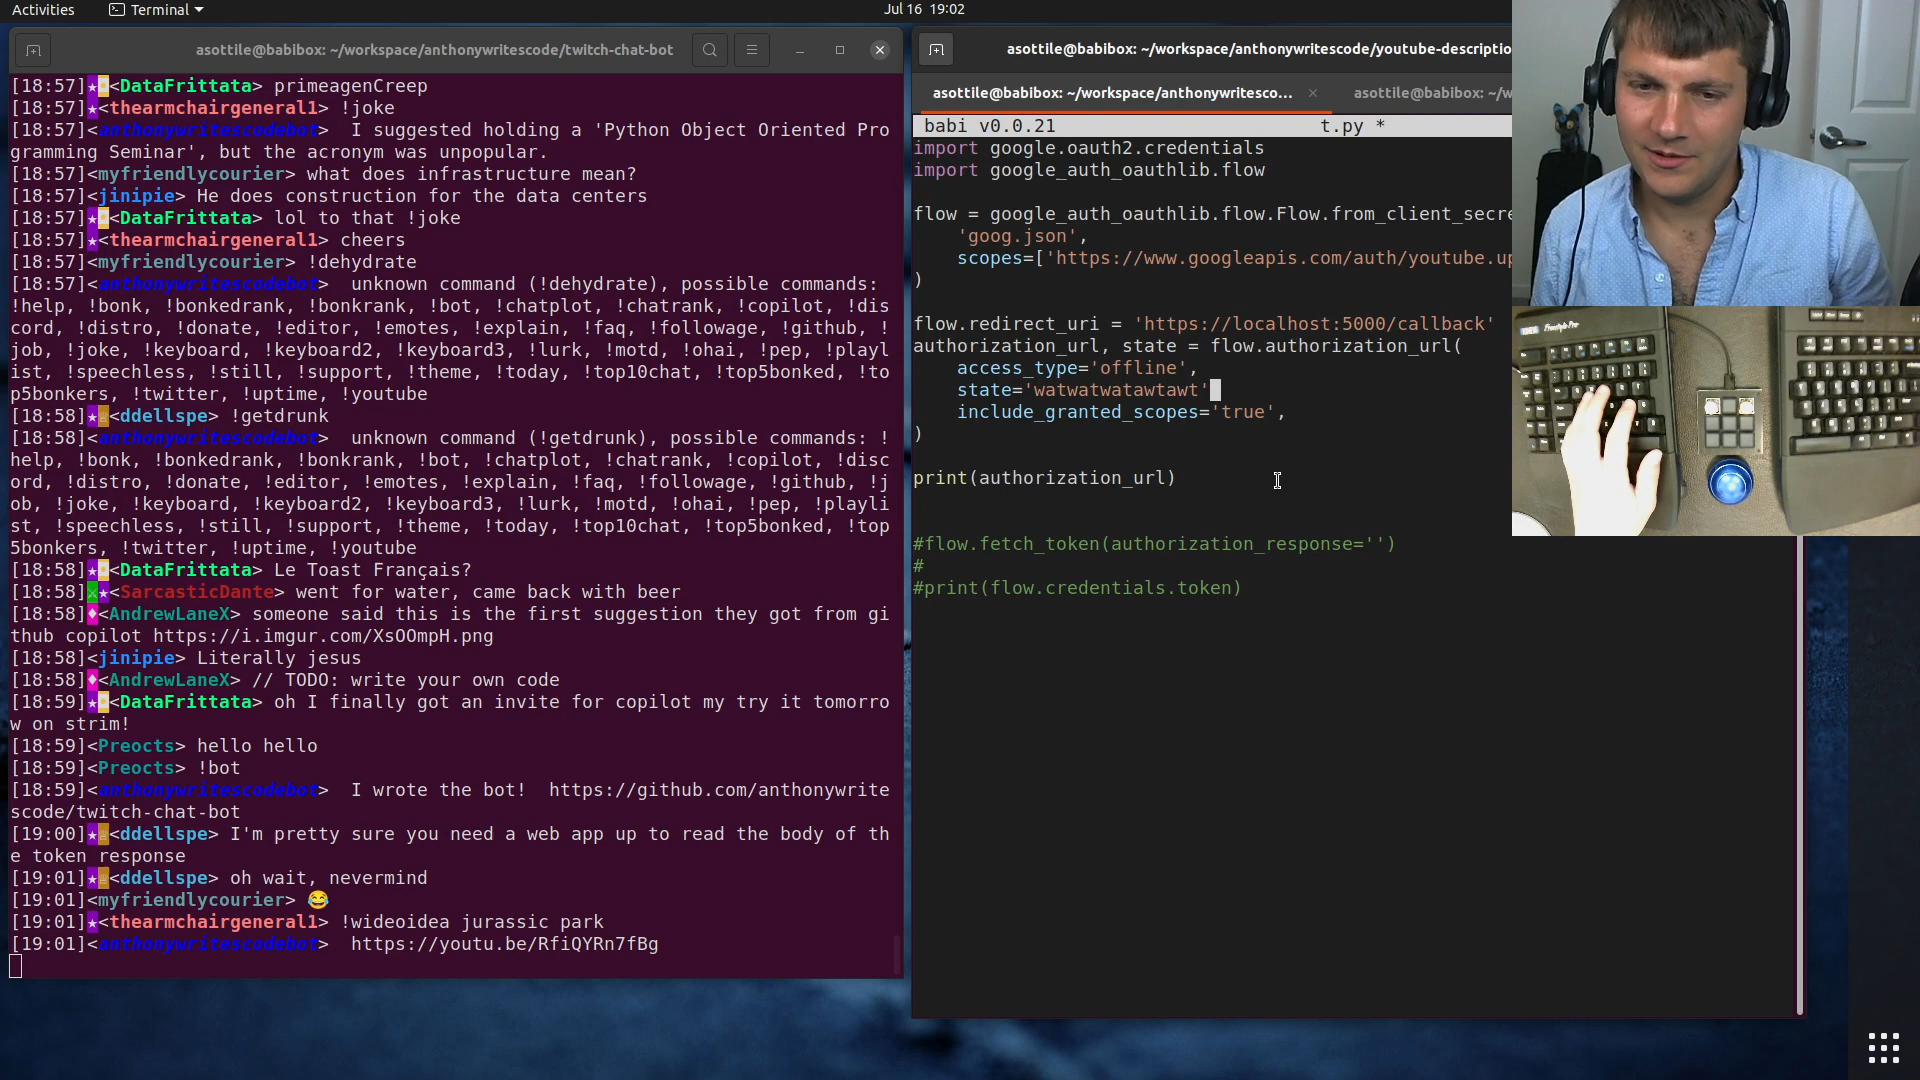 Activities
Terminal
Jul 16 19:02
asottile@babibox: ~/workspace/anthonywritescode/twitch-chat-bot
[18:57]★<DataFrittata> primeagenCreep
[18:57]★<thearmchairgeneral1> !joke
[18:57]<anthonywritescodebot> I suggested holding a 'Python Object Oriented Pro
gramming Seminar', but the acronym was unpopular.
[18:57]<myfriendlycourier> what does infrastructure mean?
[18:57]<jinipie> He does construction for the data centers
[18:57]★<DataFrittata> lol to that !joke
[18:57]★<thearmchairgeneral1> cheers
[18:57]<myfriendlycourier> !dehydrate
[18:57]<anthonywritescodebot> unknown command (!dehydrate), possible commands:
!help, !bonk, !bonkedrank, !bonkrank, !bot, !chatplot, !chatrank, !copilot, !dis
cord, !distro, !donate, !editor, !emotes, !explain, !faq, !followage, !github, !
job, !joke, !keyboard, !keyboard2, !keyboard3, !lurk, !motd, !ohai, !pep, !playl
ist, !speechless, !still, !support, !theme, !today, !top10chat, !top5bonked, !to
p5bonkers, !twitter, !uptime, !youtube
[18:58]★<ddellspe> !getdrunk
[18:58]<anthonywritescodebot> unknown command (!getdrunk), possible commands: !
help, !bonk, !bonkedrank, !bonkrank, !bot, !chatplot, !chatrank, !copilot, !disc
ord, !distro, !donate, !editor, !emotes, !explain, !faq, !followage, !github, !j
ob, !joke, !keyboard, !keyboard2, !keyboard3, !lurk, !motd, !ohai, !pep, !playli
st, !speechless, !still, !support, !theme, !today, !top10chat, !top5bonked, !top
5bonkers, !twitter, !uptime, !youtube
[18:58]★<DataFrittata> Le Toast Français?
[18:58]⚔★<SarcasticDante> went for water, came back with beer
[18:58]♦<AndrewLaneX> someone said this is the first suggestion they got from gi
thub copilot https://i.imgur.com/XsOOmpH.png
[18:58]<jinipie> Literally jesus
[18:58]♦<AndrewLaneX> // TODO: write your own code
[18:59]★<DataFrittata> oh I finally got an invite for copilot my try it tomorro
w on strim!
[18:59]<Preocts> hello hello
[18:59]<Preocts> !bot
[18:59]<anthonywritescodebot> I wrote the bot! https://github.com/anthonywrite
scode/twitch-chat-bot
[19:00]★<ddellspe> I'm pretty sure you need a web app up to read the body of th
e token response
[19:01]★<ddellspe> oh wait, nevermind
[19:01]<myfriendlycourier> 😂
[19:01]★<thearmchairgeneral1> !wideoidea jurassic park
[19:01]<anthonywritescodebot> https://youtu.be/RfiQYRn7fBg
asottile@babibox: ~/workspace/anthonywritescode/youtube-descriptio
asottile@babibox: ~/workspace/anthonywritesco...
asottile@babibox: ~/w
babi v0.0.21 t.py *
import google.oauth2.credentials
import google_auth_oauthlib.flow
flow = google_auth_oauthlib.flow.Flow.from_client_secre
'goog.json',
scopes=['https://www.googleapis.com/auth/youtube.up
)
flow.redirect_uri = 'https://localhost:5000/callback'
authorization_url, state = flow.authorization_url(
access_type='offline',
state='watwatwatawtawt'
include_granted_scopes='true',
)
print(authorization_url)
#flow.fetch_token(authorization_response='')
#
#print(flow.credentials.token)
Freestyle Pro